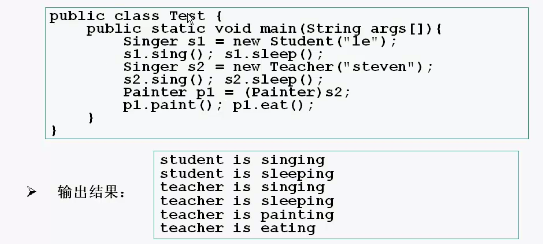 public class Test {
public static void main(String args[]){
Singer s1 = new Student("le");
s1.sing(); s1.sleep();
Singer s2 = new Teacher("steven");
s2.sing(); s2.sleep();
Painter p1 = (Painter)s2;
p1.paint(); p1.eat();
}
}
➢ 输出结果:
student is singing
student is sleeping
teacher is singing
teacher is sleeping
teacher is painting
teacher is eating